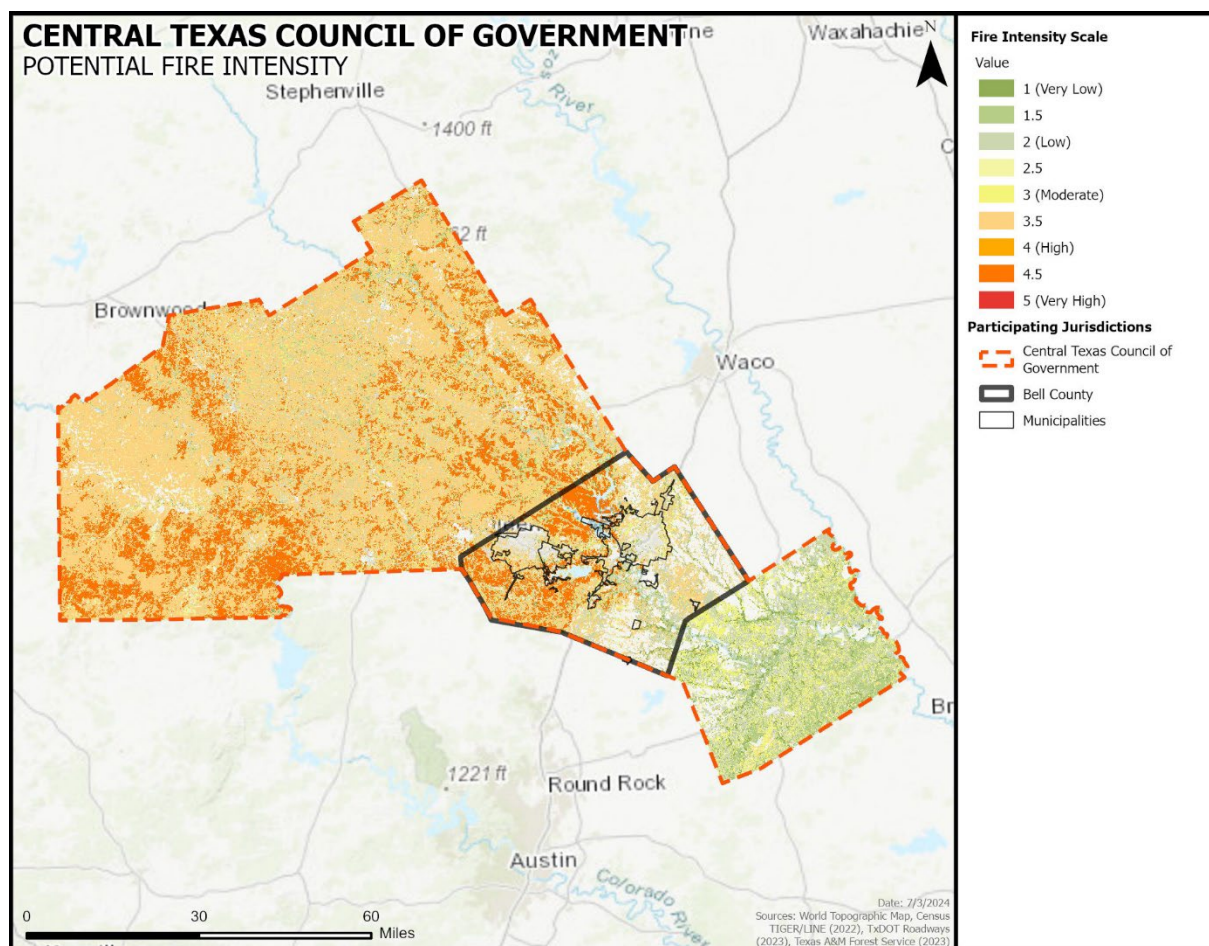 CENTRAL TEXAS COUNCIL OF GOVERNMENT
POTENTIAL FIRE INTENSITY
Waxahachie
N
Stephenville
River
1400 ft
62 ft
Brownwood
Waco
Round Rock
1221 ft
Austin
Colorado River
0 30 60
Miles
Date: 7/3/2024
Sources: World Topographic Map, Census
TIGER/LINE (2022), TxDOT Roadways
(2023), Texas A&M Forest Service (2023)
Fire Intensity Scale
Value
1 (Very Low)
1.5
2 (Low)
2.5
3 (Moderate)
3.5
4 (High)
4.5
5 (Very High)
Participating Jurisdictions
Central Texas Council of
Government
Bell County
Municipalities